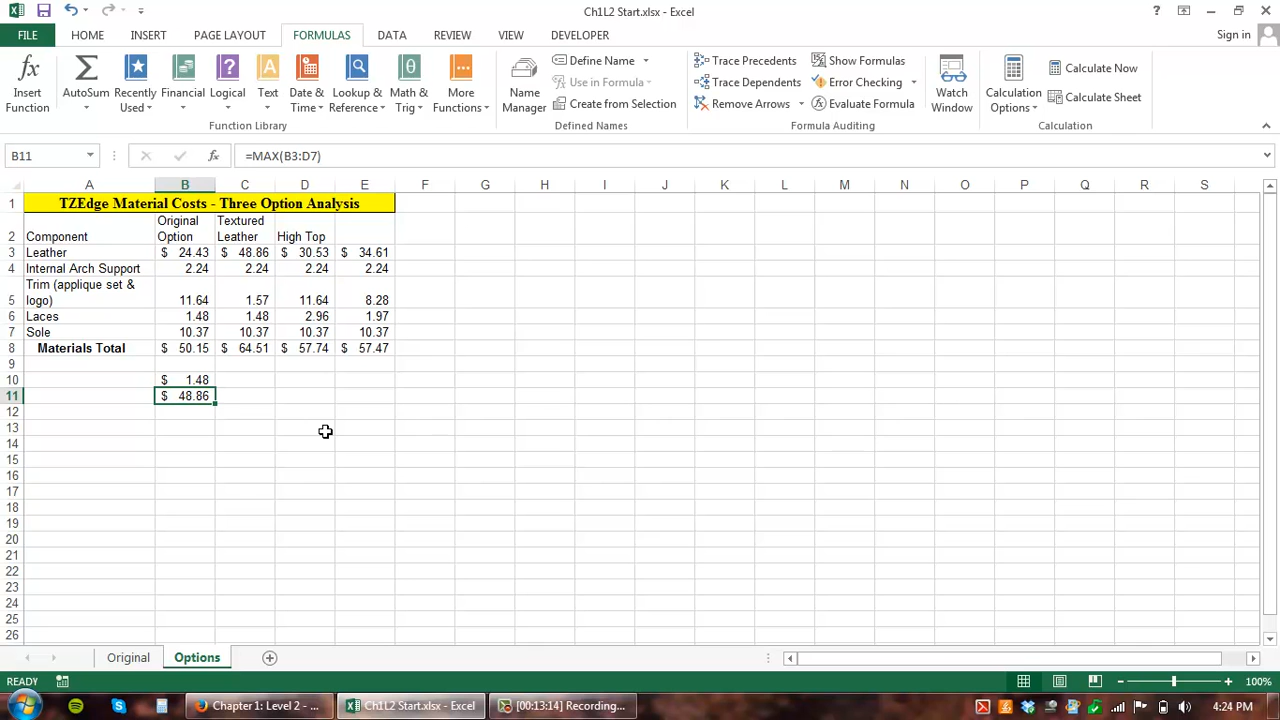 Ch1L2 Start.xlsx - Excel
FILE HOME INSERT PAGE LAYOUT FORMULAS DATA REVIEW VIEW DEVELOPER Sign in
Insert Function
AutoSum
Recently Used
Financial
Logical
Text
Date & Time
Lookup & Reference
Math & Trig
More Functions
Function Library
Name Manager
Define Name
Use in Formula
Create from Selection
Defined Names
Trace Precedents
Trace Dependents
Remove Arrows
Show Formulas
Error Checking
Evaluate Formula
Formula Auditing
Watch Window
Calculation Options
Calculate Now
Calculate Sheet
Calculation
B11 fx =MAX(B3:D7)
A B C D E F G H I J K L M N O P Q R S
1 TZEdge Material Costs - Three Option Analysis
2 Component Original Option Textured Leather High Top
3 Leather $ 24.43 $ 48.86 $ 30.53 $ 34.61
4 Internal Arch Support 2.24 2.24 2.24 2.24
5 Trim (applique set & logo) 11.64 1.57 11.64 8.28
6 Laces 1.48 1.48 2.96 1.97
7 Sole 10.37 10.37 10.37 10.37
8 Materials Total $ 50.15 $ 64.51 $ 57.74 $ 57.47
9
10 $ 1.48
11 $ 48.86
12
13
14
15
16
17
18
19
20
21
22
23
24
25
26
Original Options
READY 100%
Chapter 1: Level 2 - ... Ch1L2 Start.xlsx - Ex... [00:13:14] Recording... 4:24 PM